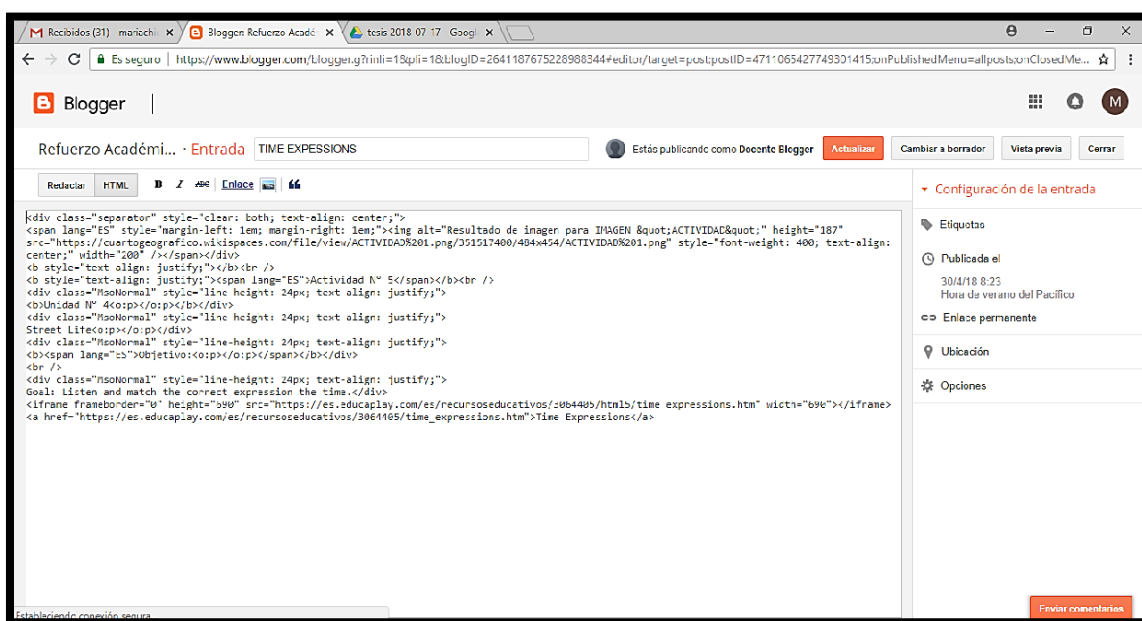 Recibidos (31) mariachi
Blogger: Refuerzo Acadé
tesis 2018 07 17 Googl
Es seguro | https://www.blogger.com/blogger.g?rinli=1&pli=1&blogID=2641187675228988344#editor/target=post;postID=4711065427749301415;onPublishedMenu=allposts;onClosedMe...
Blogger
M
Refuerzo Académi... · Entrada TIME EXPESSIONS Estás publicando como Docente Blogger Actualizar Cambiar a borrador Vista previa Cerrar
Redactar HTML B I ABC Enlace
Configuración de la entrada
<div class="separator" style="clear: both; text-align: center;">
<span lang="ES" style="margin-left: 1em; margin-right: 1em;"><img alt="Resultado de imagen para IMAGEN &quot;ACTIVIDAD&quot;" height="187"
src="https://cuartogeografico.wikispaces.com/file/view/ACTIVIDAD%201.png/351517400/484x454/ACTIVIDAD%201.png" style="font-weight: 400; text-align:
center;" width="200" /></span></div>
<b style="text align: justify;"></b><br />
<b style="text-align: justify;"><span lang="ES">Actividad N° 5</span></b><br />
<div class="MsoNormal" style="line height: 24px; text align: justify;">
<b>Unidad N° 4<o:p></o:p></b></div>
<div class="MsoNormal" style="line height: 24px; text align: justify;">
Street Life<o:p></o:p></div>
<div class="MsoNormal" style="line-height: 24px; text-align: justify;">
<b><span lang="ES">Objetivo:<o:p></o:p></span></b></div>
<br />
<div class="MsoNormal" style="line-height: 24px; text-align: justify;">
Goal: Listen and match the correct expression the time.</div>
<iframe frameborder="0" height="690" src="https://es.educaplay.com/es/recursoseducativos/3064405/html5/time expressions.htm" width="690"></iframe>
<a href="https://es.educaplay.com/es/recursoseducativos/3064405/time_expressions.htm">Time Expressions</a>
Etiquetas
Publicada el
30/4/18 8:23
Hora de verano del Pacífico
Enlace permanente
Ubicación
Opciones
Estableciendo conexión segura...
Enviar comentarios